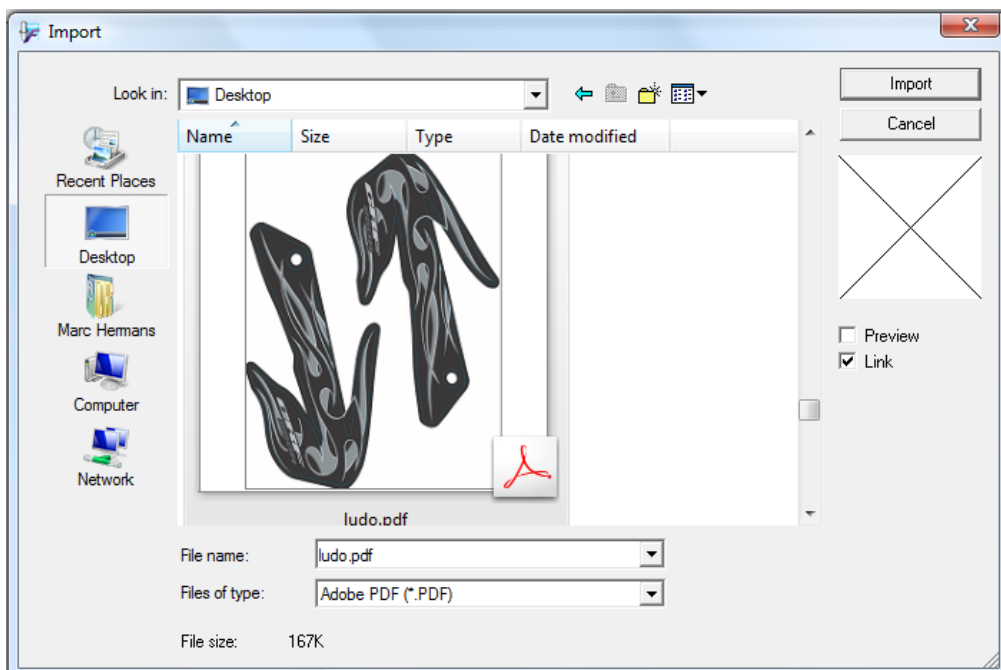 Import
Look in: Desktop
Import
Cancel
Name Size Type Date modified
Recent Places
Desktop
Marc Hermans
Computer
Network
ludo.pdf
Preview
Link
File name: ludo.pdf
Files of type: Adobe PDF (*.PDF)
File size: 167K